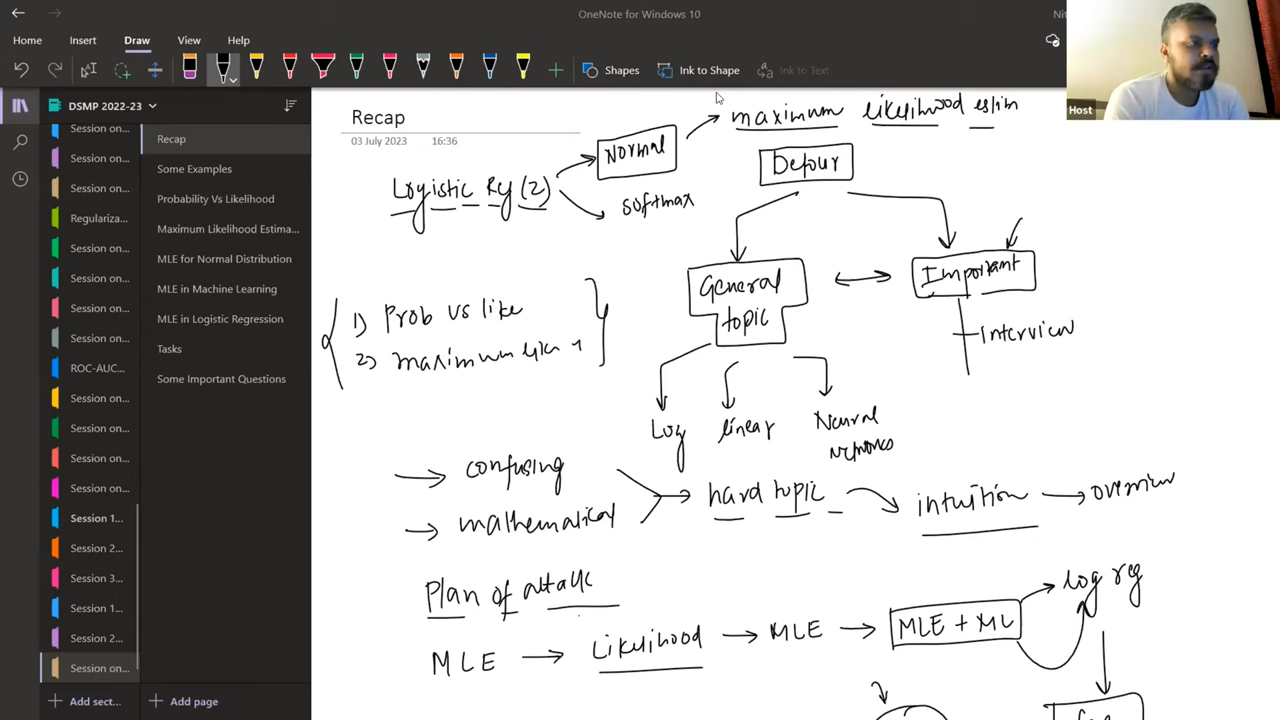 OneNote for Windows 10
Home Insert Draw View Help
Shapes Ink to Shape Ink to Text
Host
DSMP 2022-23
Session on...
Session on...
Session on...
Regulariza...
Session on...
Session on...
Session on...
Session on...
ROC-AUC...
Session on...
Session on...
Session on...
Session on...
Session 1...
Session 2...
Session 3...
Session 1...
Session 2...
Session on...
Add sect...
Recap
Some Examples
Probability Vs Likelihood
Maximum Likelihood Estima...
MLE for Normal Distribution
MLE in Machine Learning
MLE in Logistic Regression
Tasks
Some Important Questions
Add page
Recap
03 July 2023 16:36
maximum likelihood estim
Normal
Detour
Logistic Reg (2)
softmax
General topic
Important
Interview
1) Prob vs like
2) maximum
Log linear Neural networks
confusing
mathematical
hard topic intuition overview
Plan of attack
MLE Likelihood MLE MLE + ML log reg